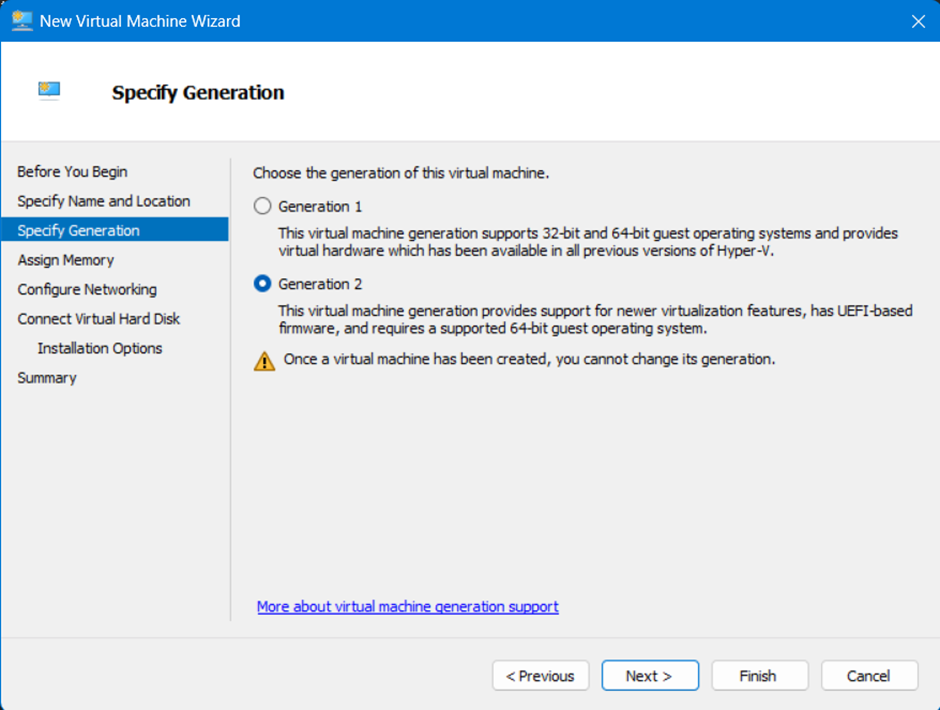 New Virtual Machine Wizard
Specify Generation
Before You Begin
Specify Name and Location
Specify Generation
Assign Memory
Configure Networking
Connect Virtual Hard Disk
Installation Options
Summary
Choose the generation of this virtual machine.
Generation 1
This virtual machine generation supports 32-bit and 64-bit guest operating systems and provides
virtual hardware which has been available in all previous versions of Hyper-V.
Generation 2
This virtual machine generation provides support for newer virtualization features, has UEFI-based
firmware, and requires a supported 64-bit guest operating system.
Once a virtual machine has been created, you cannot change its generation.
More about virtual machine generation support
< Previous
Next >
Finish
Cancel